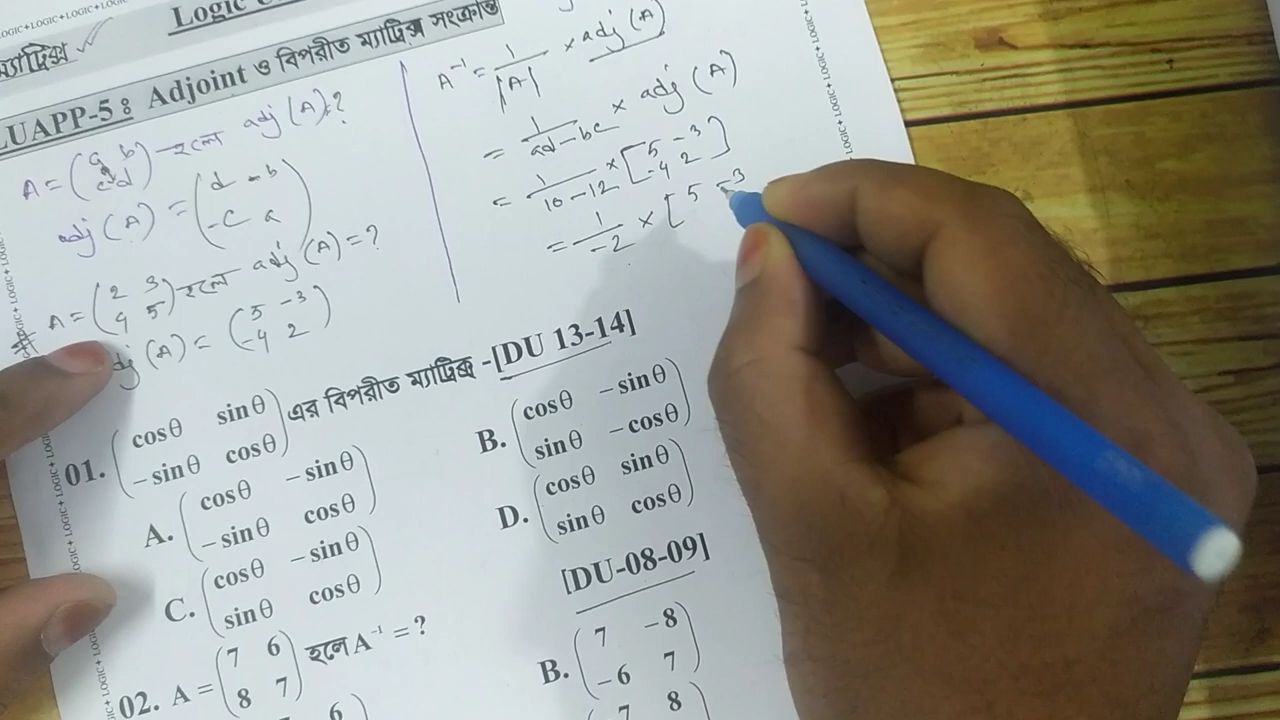 LOGIC+LOGIC+LOGIC+LOGIC
ম্যাট্রিক্স ✓
Logic
LUAPP-5 : Adjoint ও বিপরীত ম্যাট্রিক্স সংক্রান্ত
A = (a b
c d) হলে adj (A) = ?
adj (A) = (d -b
-c a)
A = (2 3
4 5) হলে adj (A) = ?
adj (A) = (5 -3
-4 2)
A⁻¹ = 1/|A| × adj (A)
= 1/ad-bc × adj (A)
= 1/10-12 × [5 -3
-4 2]
= 1/-2 × [5 -3
01. (cosθ sinθ
-sinθ cosθ) এর বিপরীত ম্যাট্রিক্স -[DU 13-14]
A. (cosθ -sinθ
-sinθ cosθ)
B. (cosθ -sinθ
sinθ -cosθ)
C. (cosθ -sinθ
sinθ cosθ)
D. (cosθ sinθ
sinθ cosθ)
[DU-08-09]
02. A = (7 6
8 7) হলে A⁻¹ = ?
B. (7 -8
-6 7)
6
7 8